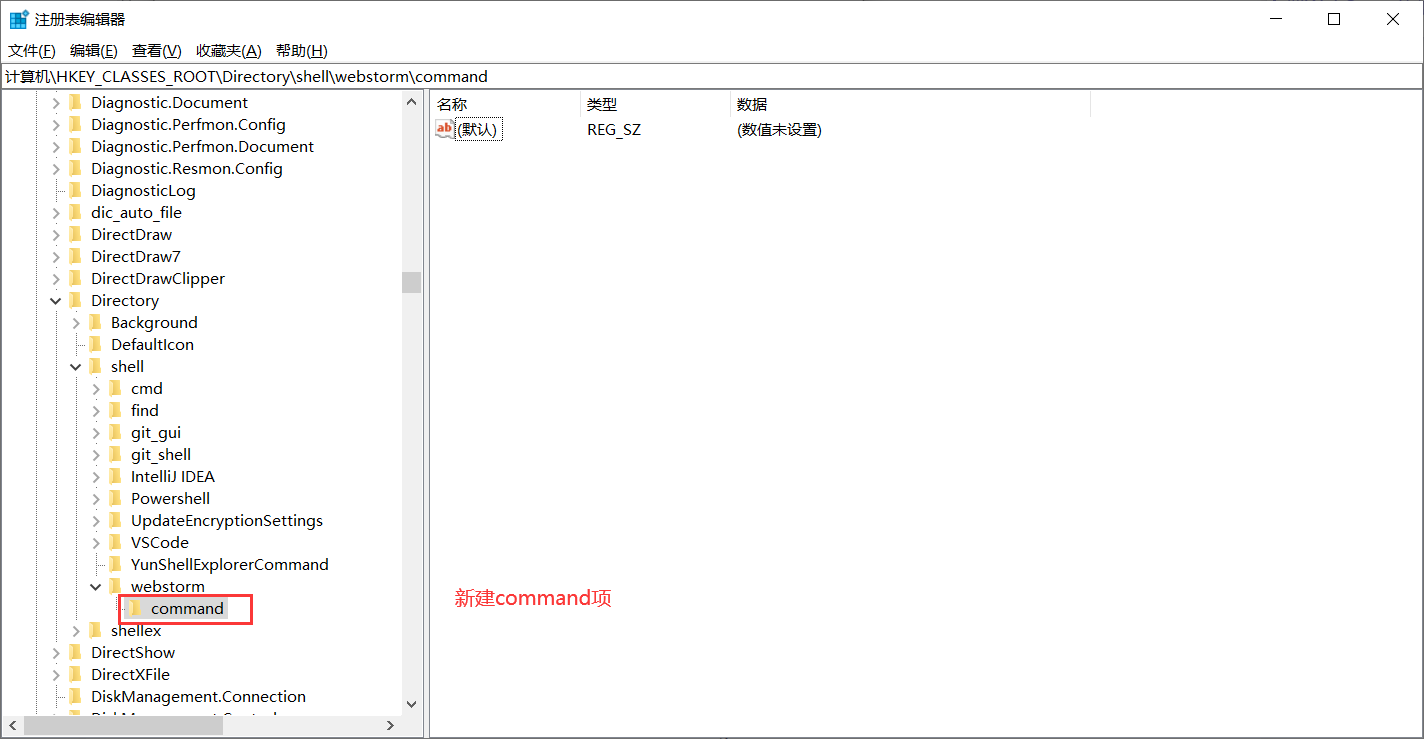 注册表编辑器
文件(F) 编辑(E) 查看(V) 收藏夹(A) 帮助(H)
计算机\HKEY_CLASSES_ROOT\Directory\shell\webstorm\command
Diagnostic.Document
Diagnostic.Perfmon.Config
Diagnostic.Perfmon.Document
Diagnostic.Resmon.Config
DiagnosticLog
dic_auto_file
DirectDraw
DirectDraw7
DirectDrawClipper
Directory
Background
DefaultIcon
shell
cmd
find
git_gui
git_shell
IntelliJ IDEA
Powershell
UpdateEncryptionSettings
VSCode
YunShellExplorerCommand
webstorm
command
shellex
DirectShow
DirectXFile
DiskManagement.Connection
名称 类型 数据
ab (默认) REG_SZ (数值未设置)
新建command项